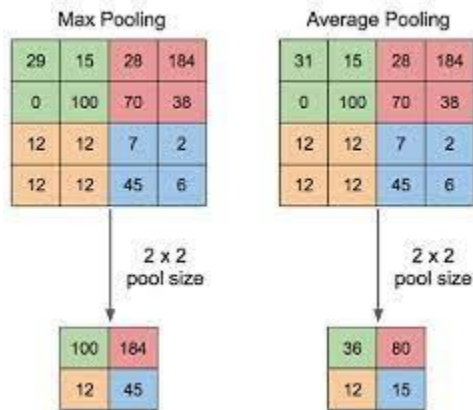 Max Pooling
Average Pooling
29 15 28 184
0 100 70 38
12 12 7 2
12 12 45 6
31 15 28 184
0 100 70 38
12 12 7 2
12 12 45 6
2 x 2
pool size
2 x 2
pool size
100 184
12 45
36 80
12 15